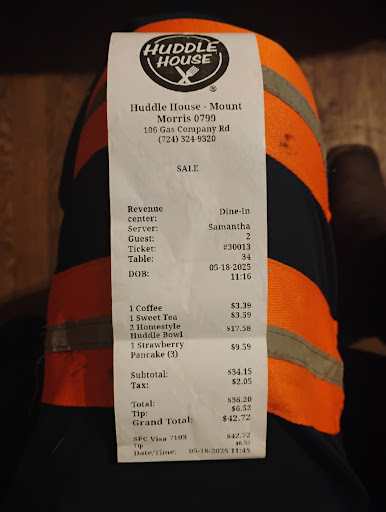 HUDDLE
HOUSE
®
Huddle House - Mount
Morris 0799
106 Gas Company Rd
(724) 324-9320
SALE
Revenue center: Dine-In
Server: Samantha
Guest: 2
Ticket: #30013
Table: 34
DOB: 05-18-2025
11:16
1 Coffee $3.39
1 Sweet Tea $3.59
2 Homestyle $17.58
Huddle Bowl
1 Strawberry $9.59
Pancake (3)
Subtotal: $34.15
Tax: $2.05
Total: $36.20
Tip: $6.52
Grand Total: $42.72
SPC Visa 7103 $42.72
Tip $6.52
Date/Time: 05-18-2025 11:45